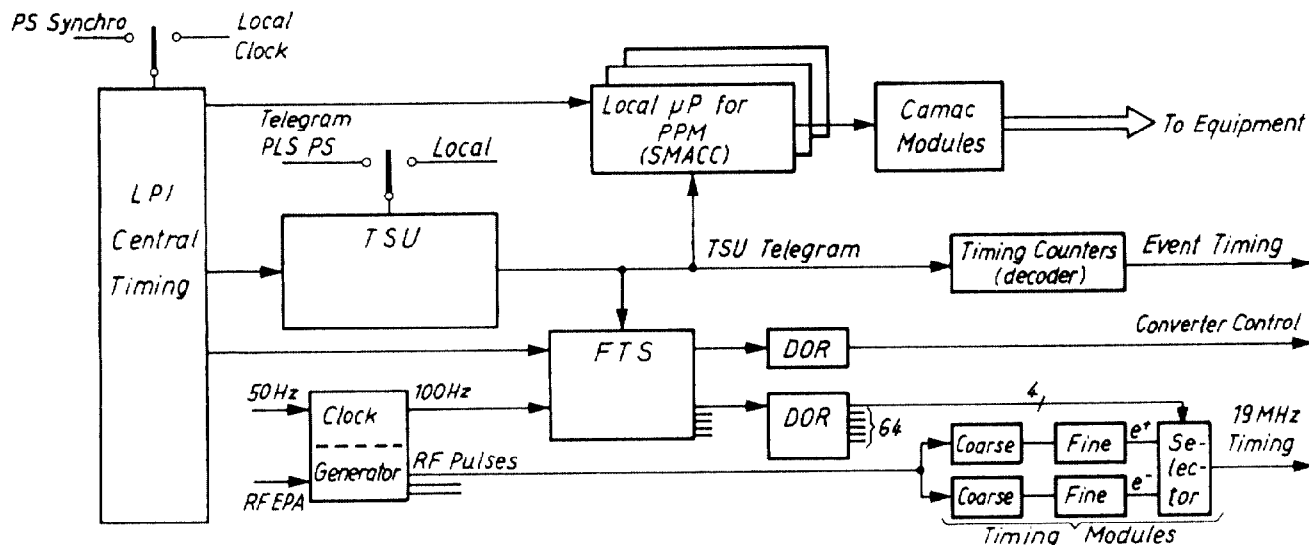 PS Synchro
Local
Clock
Telegram
PLS PS
Local
LPI
Central
Timing
TSU
Local µP for
PPM
(SMACC)
Camac
Modules
To Equipment
TSU Telegram
Timing Counters
(decoder)
Event Timing
FTS
DOR
Converter Control
50Hz
100Hz
Clock
Generator
RF EPA
RF Pulses
DOR
64
4
Coarse
Fine
e+
Coarse
Fine
e-
Se-
lec-
tor
19 MHz
Timing
Timing Modules